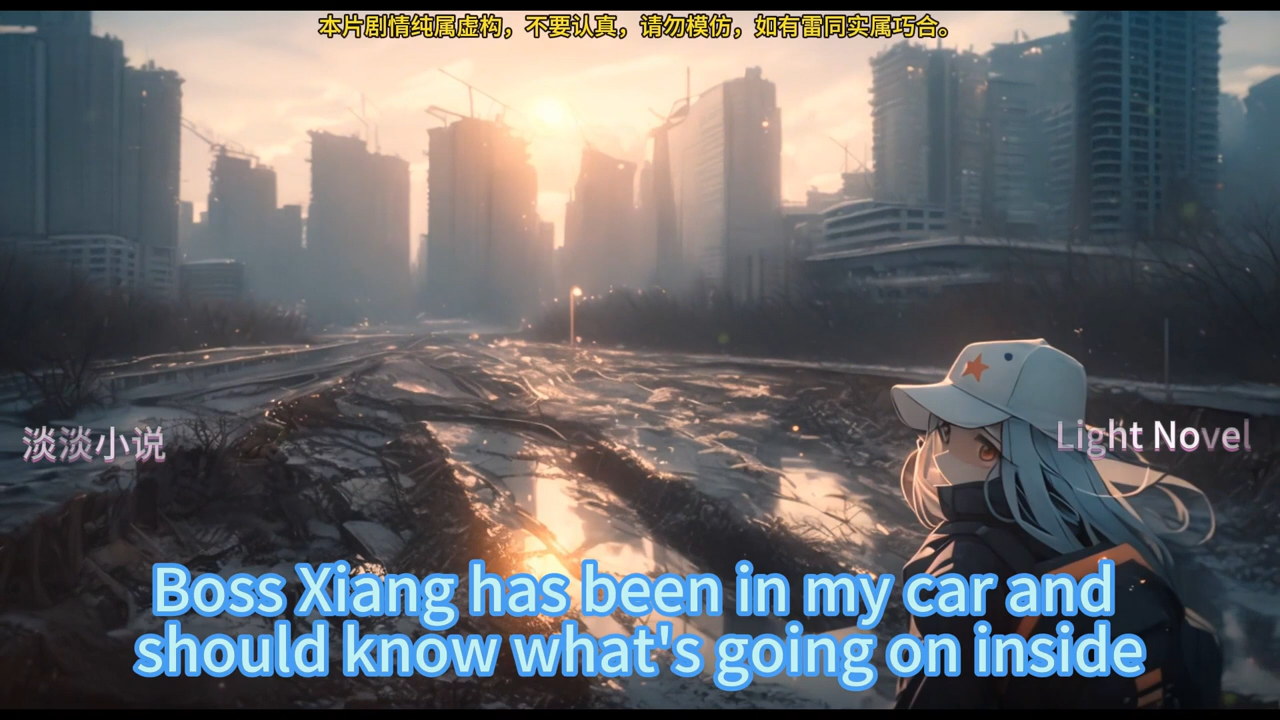 本片剧情纯属虚构，不要认真，请勿模仿，如有雷同实属巧合。
淡淡小说
Light Novel
Boss Xiang has been in my car and
should know what's going on inside